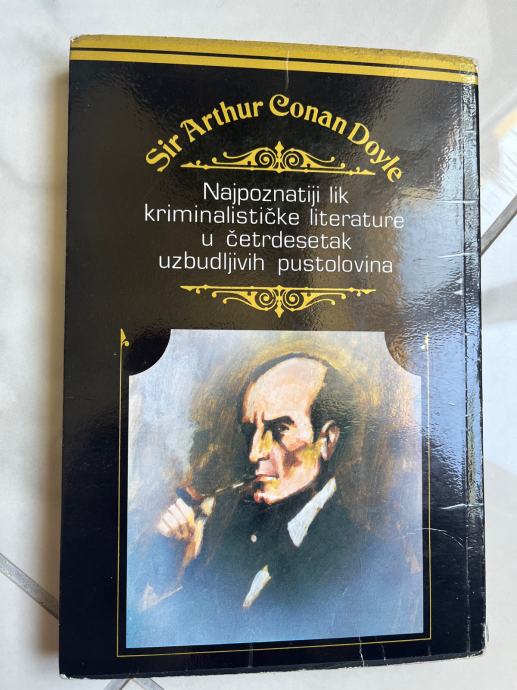 Sir Arthur Conan Doyle
Najpoznatiji lik
kriminalističke literature
u četrdesetak
uzbudljivih pustolovina